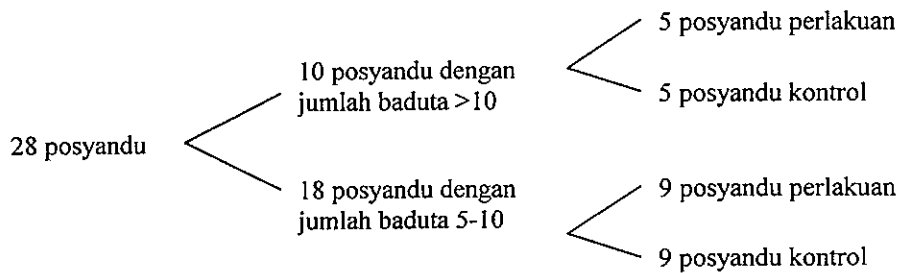 28 posyandu
10 posyandu dengan
jumlah baduta >10
5 posyandu perlakuan
5 posyandu kontrol
18 posyandu dengan
jumlah baduta 5-10
9 posyandu perlakuan
9 posyandu kontrol